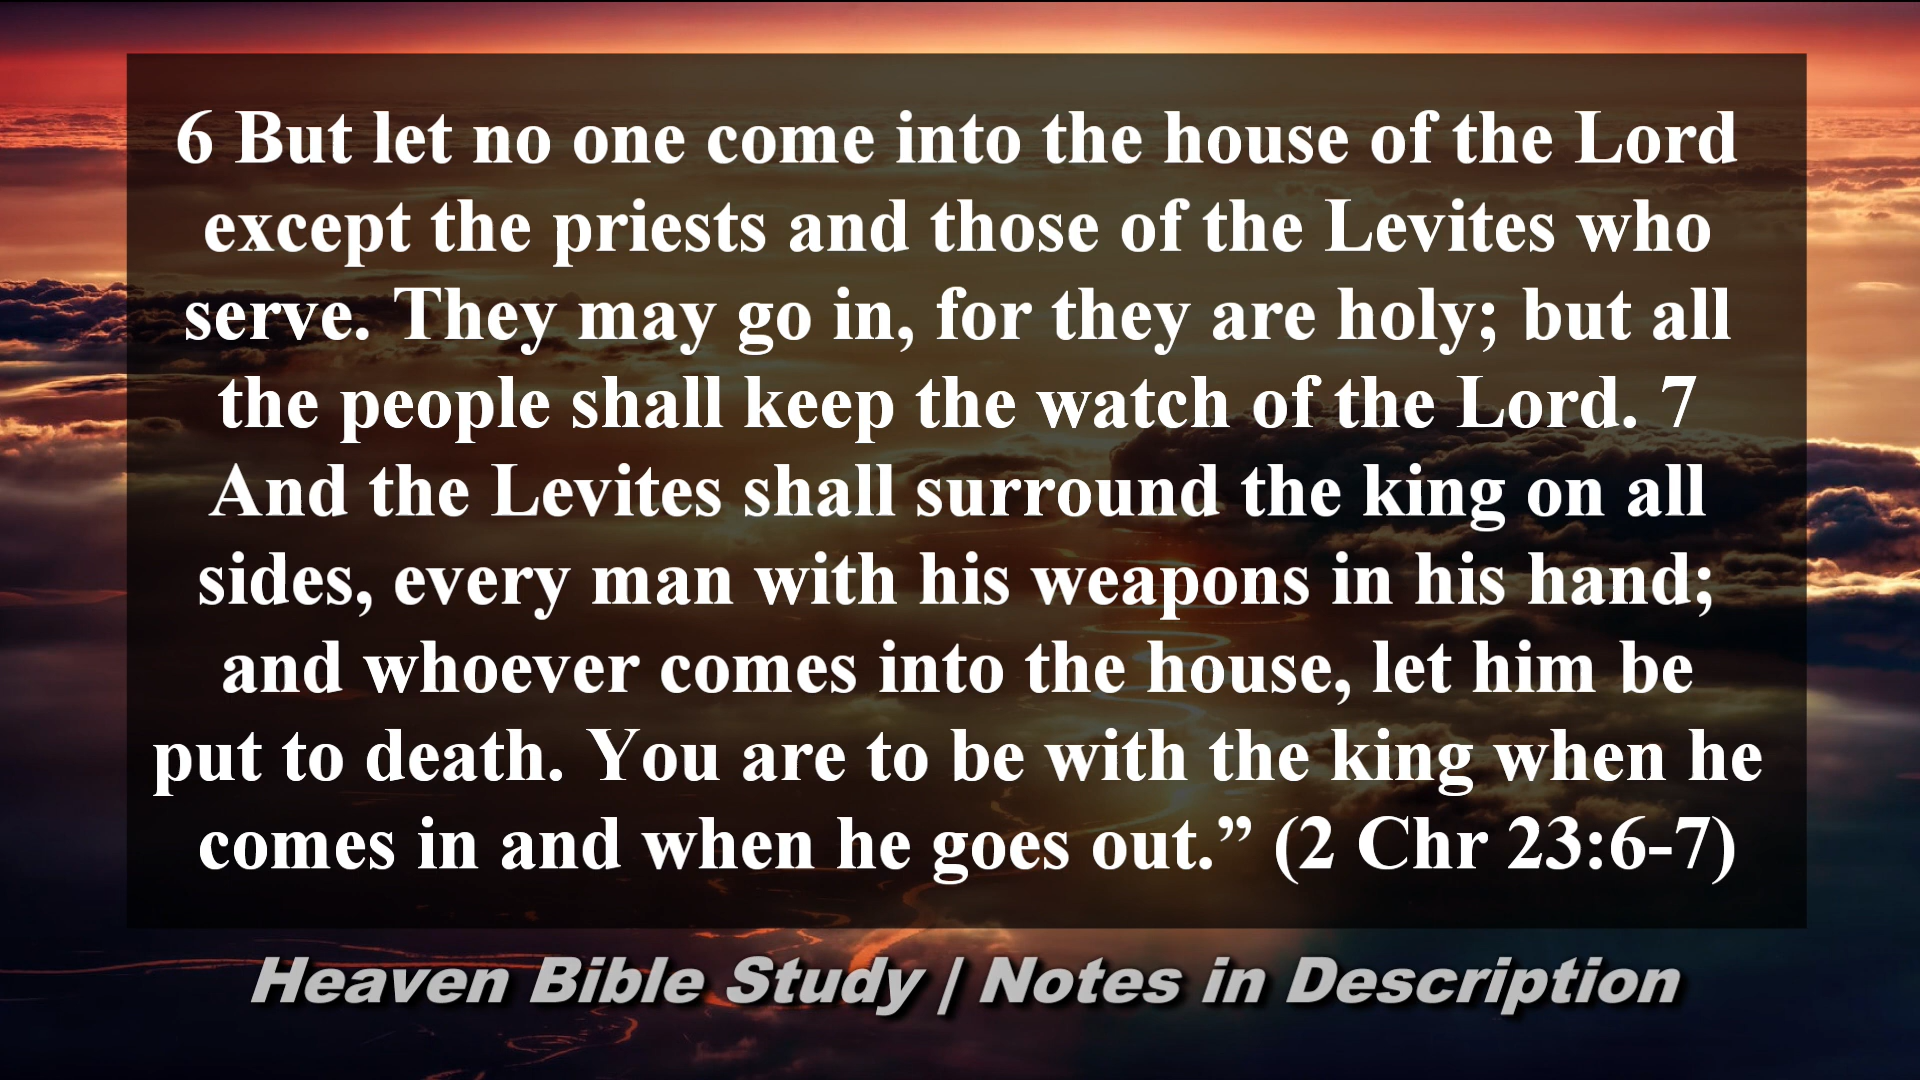 6 But let no one come into the house of the Lord
except the priests and those of the Levites who
serve. They may go in, for they are holy; but all
the people shall keep the watch of the Lord. 7
And the Levites shall surround the king on all
sides, every man with his weapons in his hand;
and whoever comes into the house, let him be
put to death. You are to be with the king when he
comes in and when he goes out.” (2 Chr 23:6-7)
Heaven Bible Study | Notes in Description